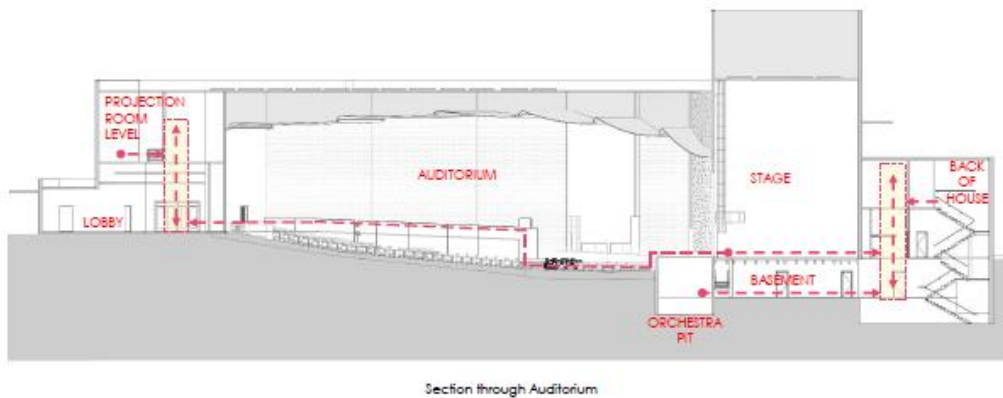 PROJECTION
ROOM
LEVEL
LOBBY
AUDITORIUM
STAGE
BACK
OF
HOUSE
BASEMENT
ORCHESTRA
PIT
Section through Auditorium